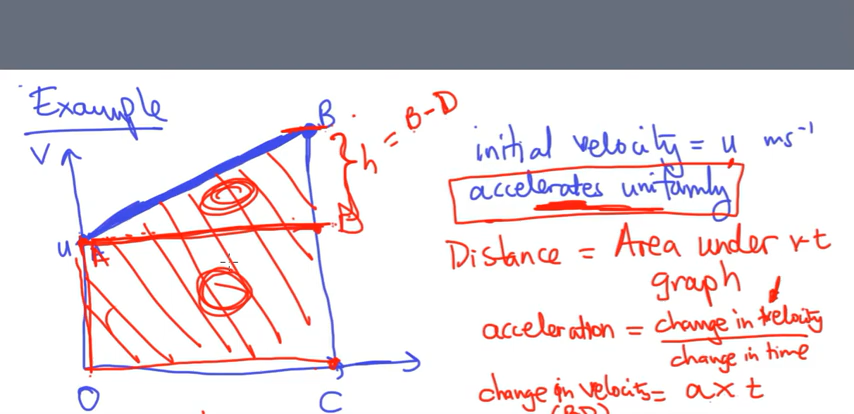 Example
V
B
h = B-D
u
A
D
O
C
initial velocity = u ms⁻¹
accelerates uniformly
Distance = Area under v-t
graph
acceleration = change in velocity
change in time
change in velocity = a x t
(BD)